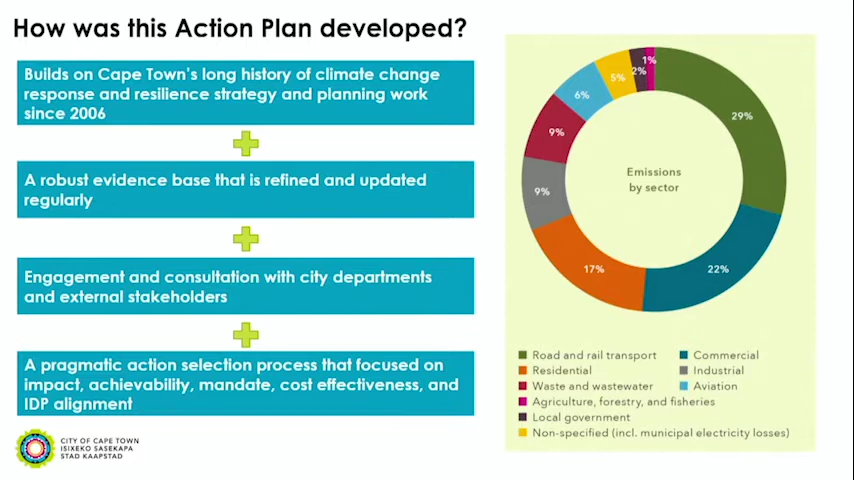 How was this Action Plan developed?
Builds on Cape Town's long history of climate change
response and resilience strategy and planning work
since 2006
A robust evidence base that is refined and updated
regularly
Engagement and consultation with city departments
and external stakeholders
A pragmatic action selection process that focused on
impact, achievability, mandate, cost effectiveness, and
IDP alignment
CITY OF CAPE TOWN
ISIXEKO SASEKAPA
STAD KAAPSTAD
1%
2%
5%
6%
9%
9%
17%
22%
29%
Emissions
by sector
Road and rail transport
Commercial
Residential
Industrial
Waste and wastewater
Aviation
Agriculture, forestry, and fisheries
Local government
Non-specified (incl. municipal electricity losses)